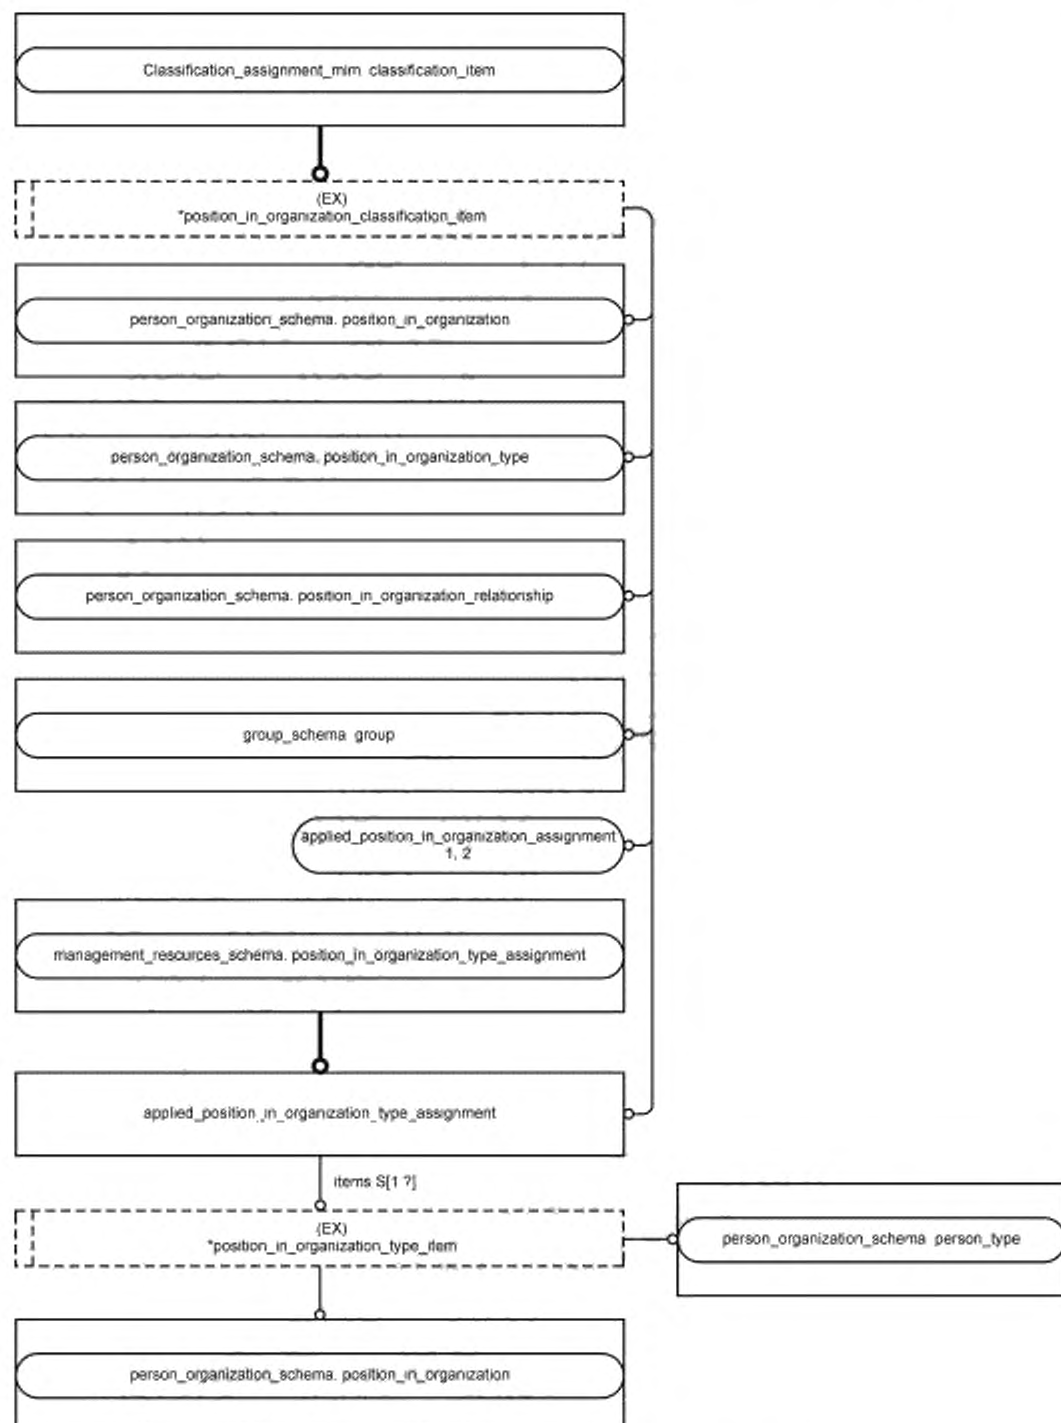 Classification_assignment_mim classification_item
(EX)
*position_in_organization_classification_item
person_organization_schema. position_in_organization
person_organization_schema. position_in_organization_type
person_organization_schema. position_in_organization_relationship
group_schema group
applied_position_in_organization_assignment
1, 2
management_rescurces_schema. position_in_organization_type_assignment
applied_position_in_organization_type_assignment
items S[1 ?]
(EX)
*position_in_organization_type_item
person_organization_schema person_type
person_organization_schema. position_in_organization